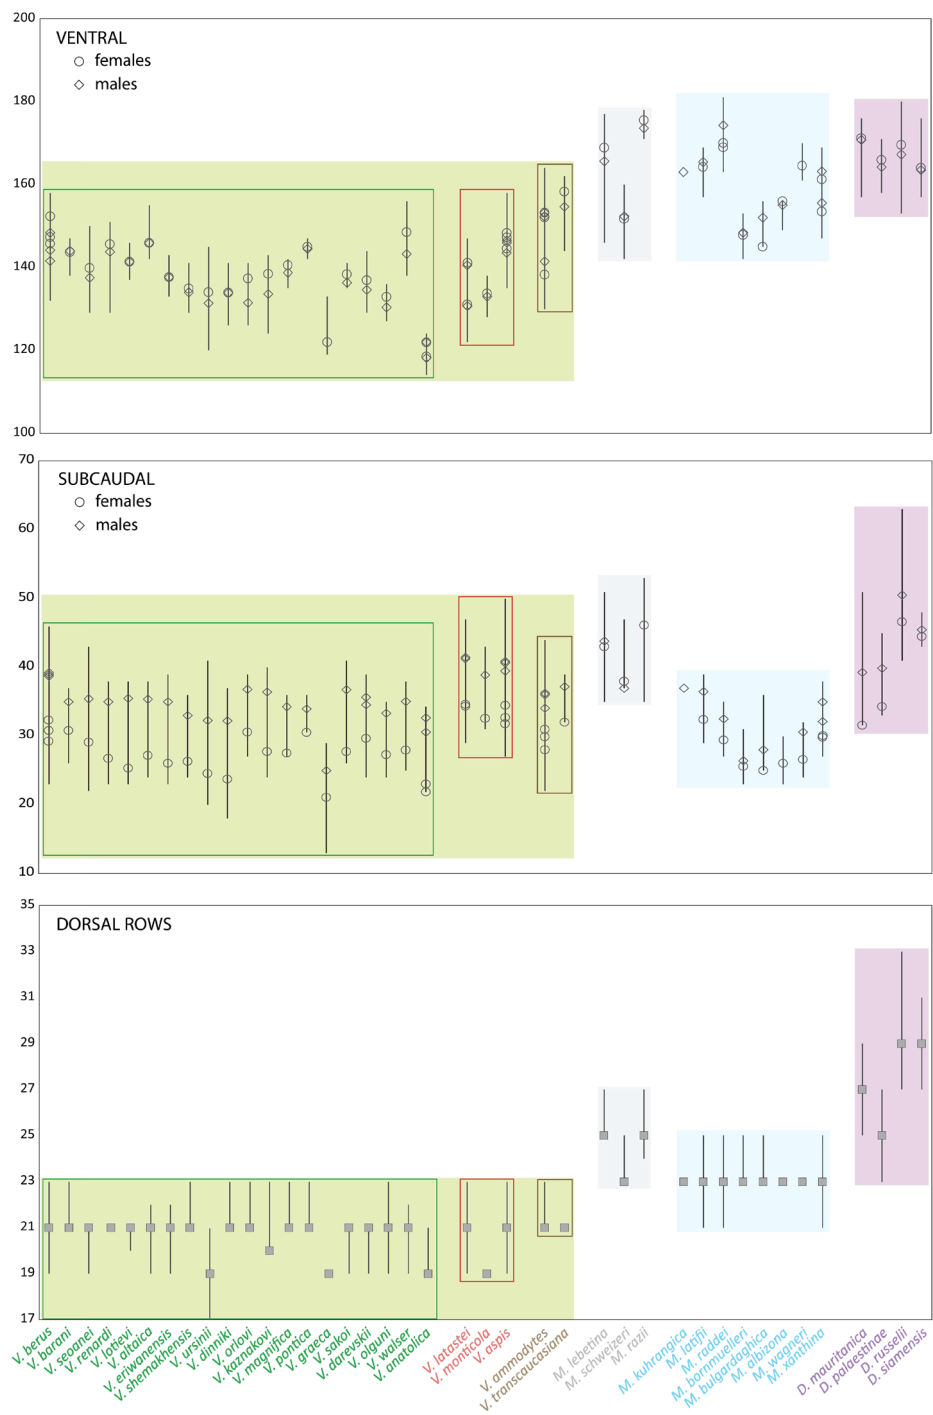 200
VENTRAL
females
males
180
160
140
120
100
70
SUBCAUDAL
females
males
60
50
40
30
20
10
35
DORSAL ROWS
33
31
29
27
25
23
21
19
17
V. berus
V. barani
V. seoanei
V. renardi
V. lotievi
V. altaica
V. eriwanensis
V. shemakhensis
V. ursinii
V. dinniki
V. orlovi
V. kaznakovi
V. magnifica
V. pontica
V. graeca
V. sakoi
V. darevskii
V. olguni
V. walser
V. anatolica
V. latastei
V. monticola
V. aspis
V. ammodytes
V. transcaucasiana
M. lebetina
M. schweizeri
M. razii
M. kuhrangica
M. latifii
M. raddei
M. bornmuelleri
M. bulgardaghica
M. albizona
M. wagneri
M. xanthina
D. mauritanica
D. palaestinae
D. russelii
D. siamensis